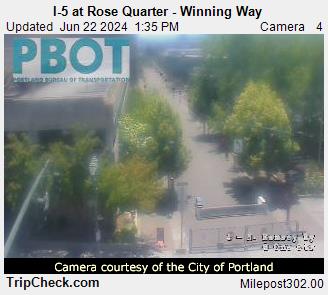 I-5 at Rose Quarter - Winning Way
Updated Jun 22 2024 1:35 PM Camera 4
PBOT
PORTLAND BUREAU OF TRANSPORTATION
Camera courtesy of the City of Portland
TripCheck.com Milepost302.00